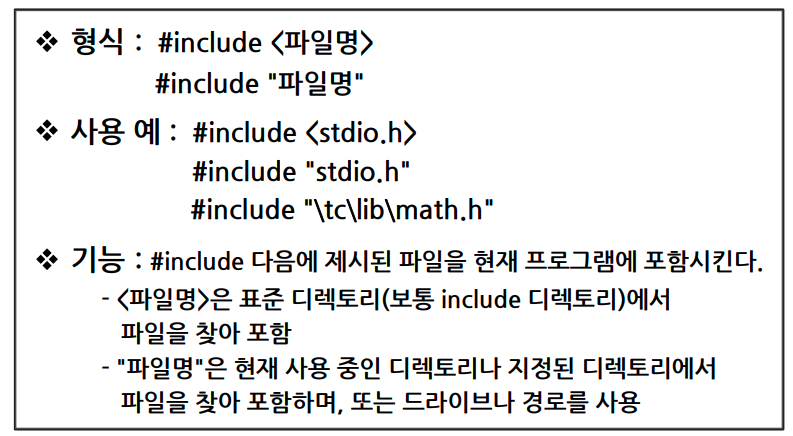 ❖ 형식 : #include <파일명>
#include "파일명"
❖ 사용 예 : #include <stdio.h>
#include "stdio.h"
#include "\tc\lib\math.h"
❖ 기능 : #include 다음에 제시된 파일을 현재 프로그램에 포함시킨다.
- <파일명>은 표준 디렉토리(보통 include 디렉토리)에서
파일을 찾아 포함
- "파일명"은 현재 사용 중인 디렉토리나 지정된 디렉토리에서
파일을 찾아 포함하며, 또는 드라이브나 경로를 사용